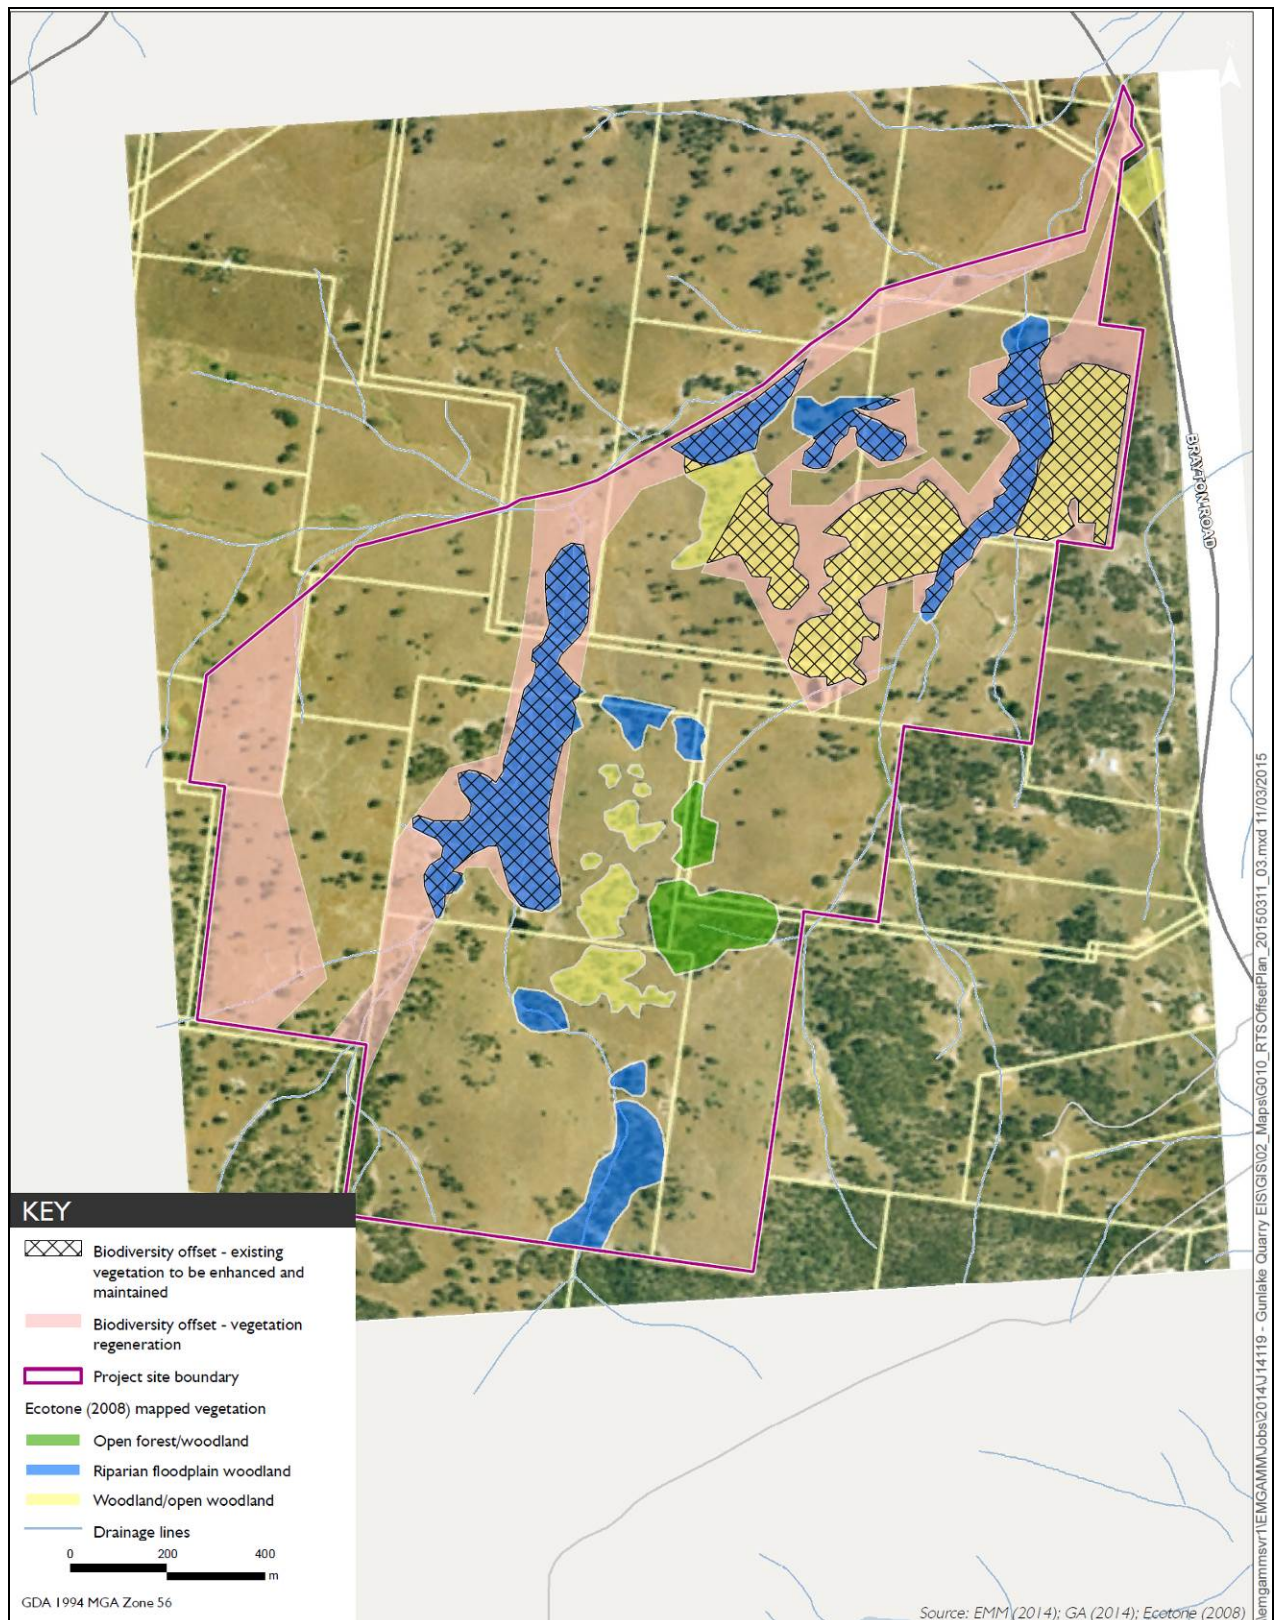 BRAYTON ROAD
KEY
Biodiversity offset - existing
vegetation to be enhanced and
maintained
Biodiversity offset - vegetation
regeneration
Project site boundary
Ecotone (2008) mapped vegetation
Open forest/woodland
Riparian floodplain woodland
Woodland/open woodland
Drainage lines
0 200 400
m
GDA 1994 MGA Zone 56
Source: EMM (2014); GA (2014); Ecotone (2008)
\emgammsvr1\EMGAMM\Jobs\2014\J14119 - Gunlake Quarry EIS\GIS\02_Maps\G010_RTSOffsetPlan_20150311_03.mxd 11/03/2015